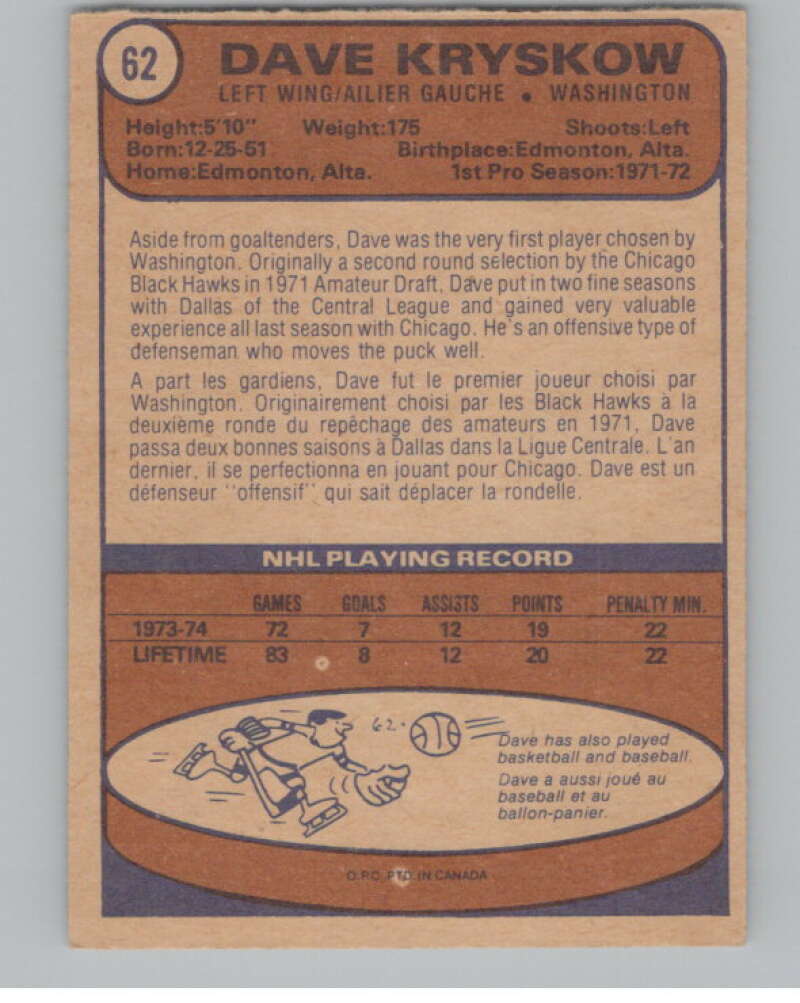 62
DAVE KRYSKOW
LEFT WING/AILIER GAUCHE • WASHINGTON
Height:5'10" Weight:175 Shoots:Left
Born:12-25-51 Birthplace:Edmonton, Alta.
Home:Edmonton, Alta. 1st Pro Season:1971-72
Aside from goaltenders, Dave was the very first player chosen by
Washington. Originally a second round selection by the Chicago
Black Hawks in 1971 Amateur Draft, Dave put in two fine seasons
with Dallas of the Central League and gained very valuable
experience all last season with Chicago. He's an offensive type of
defenseman who moves the puck well.
A part les gardiens, Dave fut le premier joueur choisi par
Washington. Originairement choisi par les Black Hawks à la
deuxième ronde du repêchage des amateurs en 1971, Dave
passa deux bonnes saisons à Dallas dans la Ligue Centrale. L'an
dernier, il se perfectionna en jouant pour Chicago. Dave est un
défenseur "offensif" qui sait déplacer la rondelle.
NHL PLAYING RECORD
GAMES GOALS ASSISTS POINTS PENALTY MIN.
1973-74 72 7 12 19 22
LIFETIME 83 8 12 20 22
62.
Dave has also played
basketball and baseball.
Dave a aussi joué au
baseball et au
ballon-panier.
O.P.C. PTD. IN CANADA